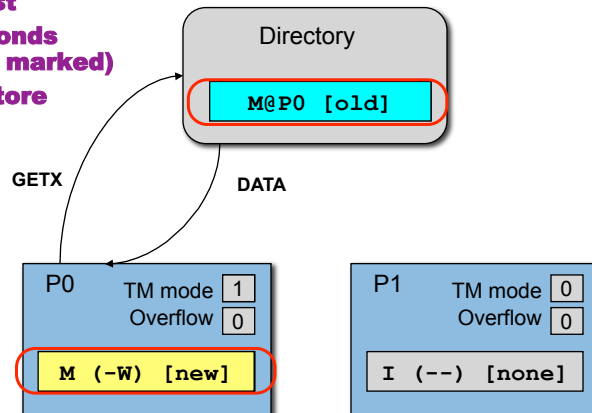 st
onds
marked)
tore
Directory
M@P0 [old]
GETX
DATA
P0
TM mode 1
Overflow 0
M (-W) [new]
P1
TM mode 0
Overflow 0
I (--) [none]